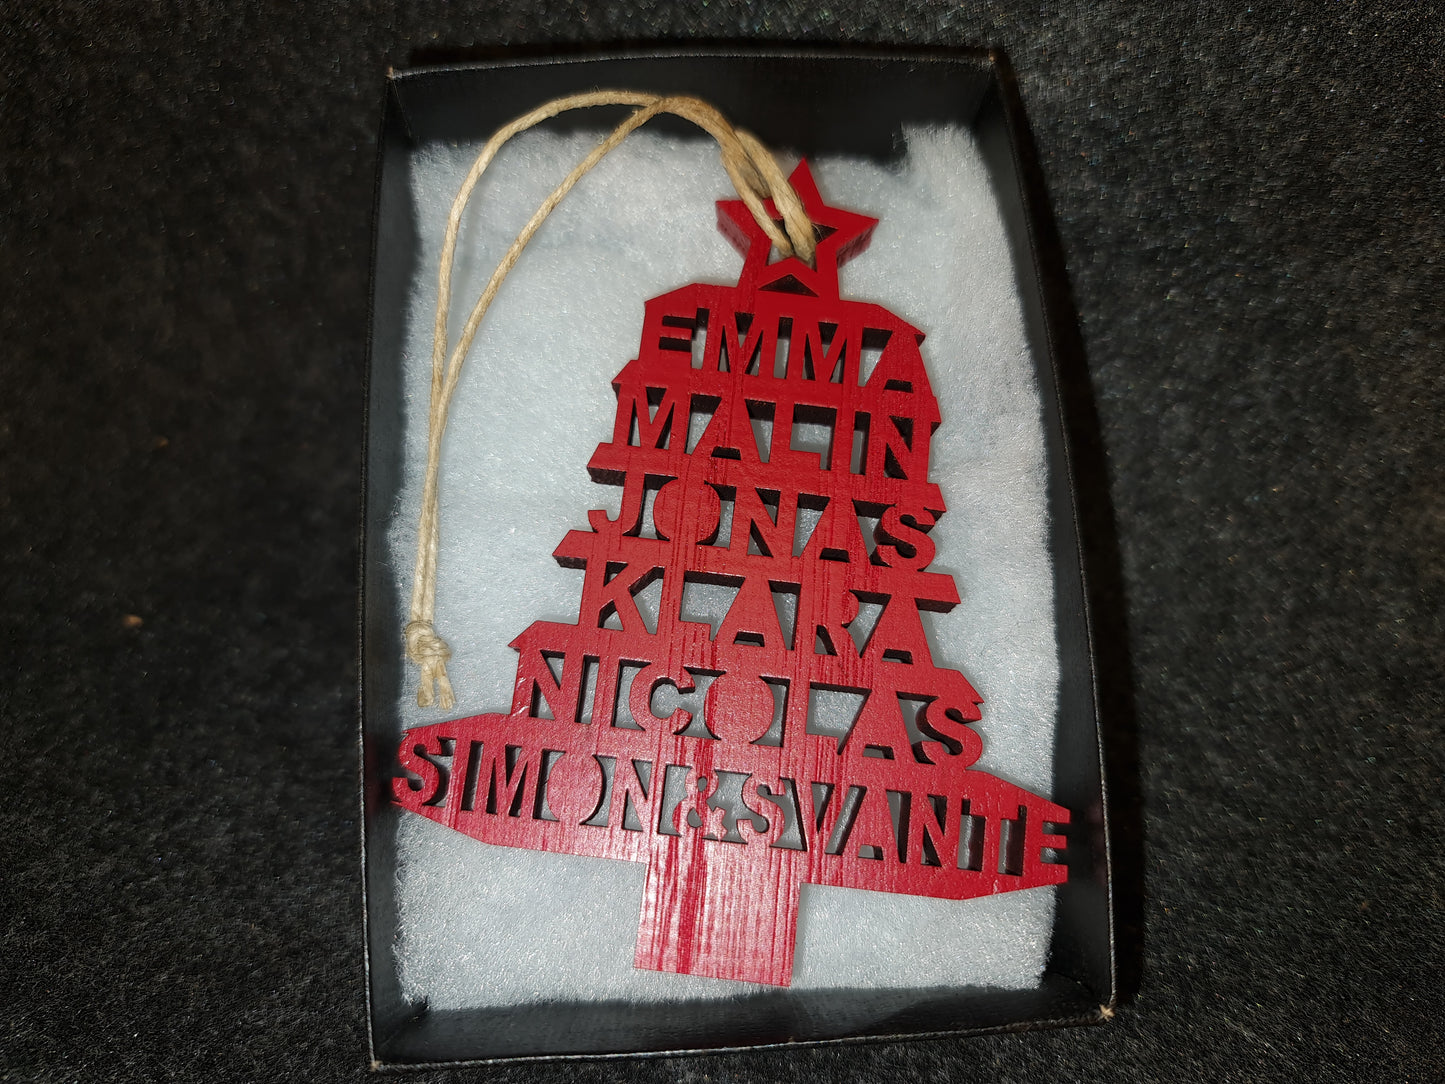 EMMA
MALIN
JONAS
KLARA
NICOLAS
SIMON&SVANTE